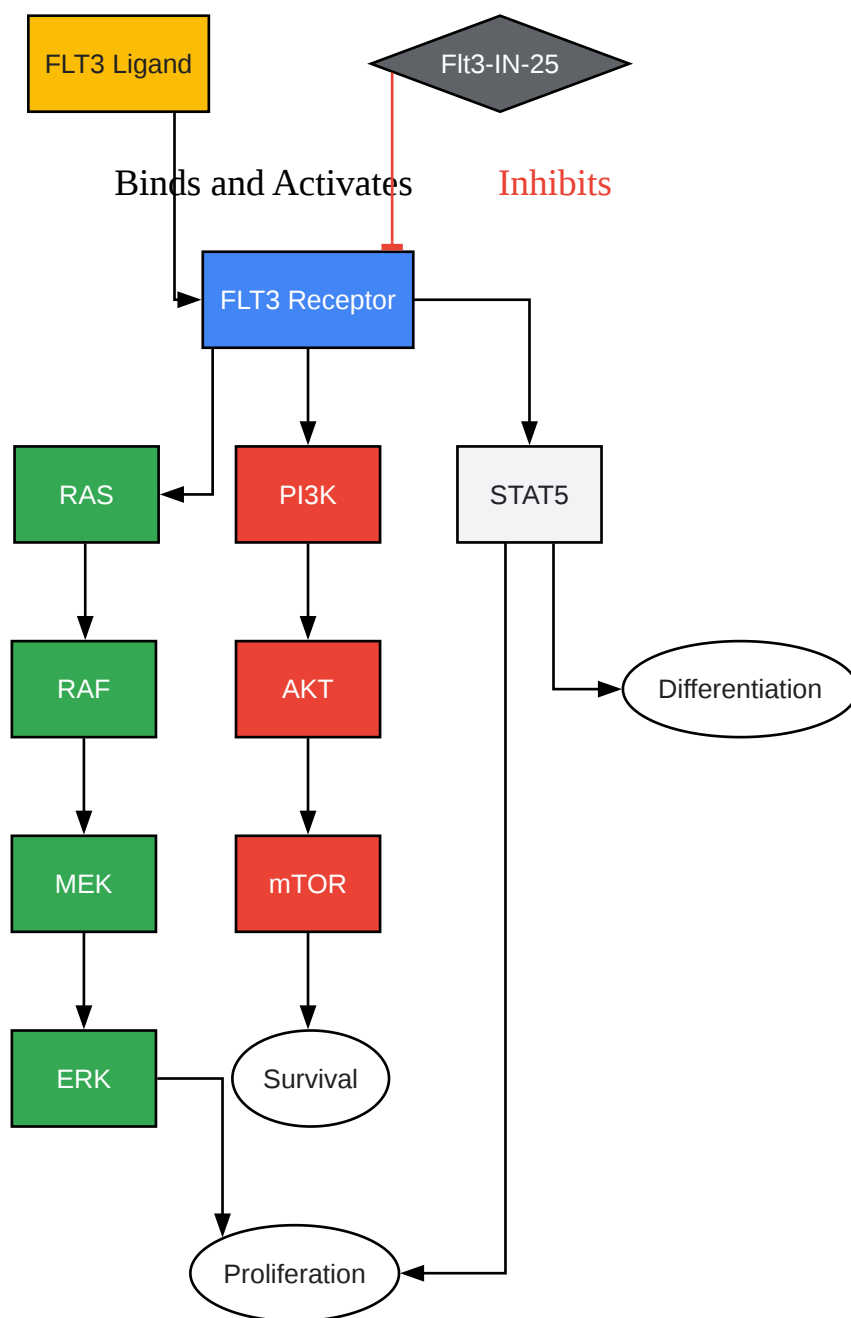 FLT3 Ligand
Flt3-IN-25
Binds and Activates
Inhibits
FLT3 Receptor
RAS
PI3K
STAT5
RAF
AKT
Differentiation
MEK
mTOR
ERK
Survival
Proliferation